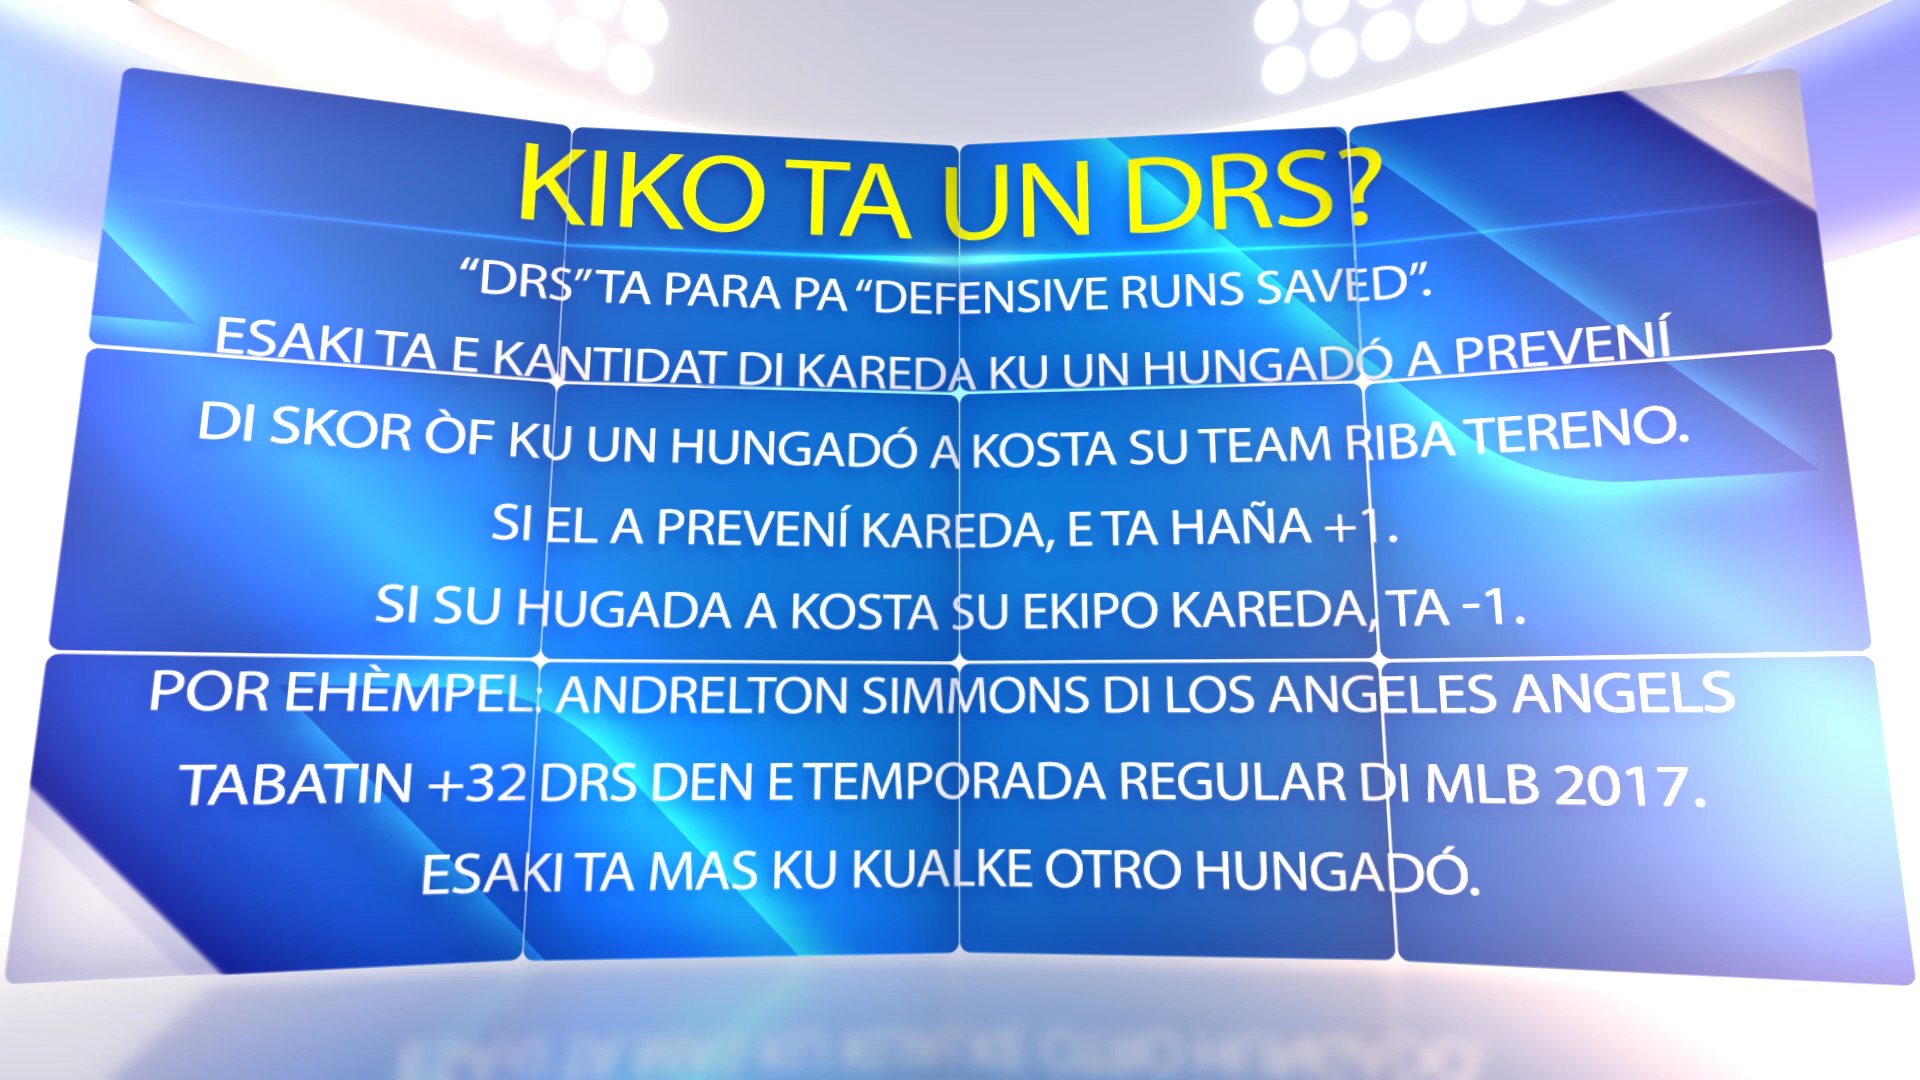 KIKO TA UN DRS?
“DRS” TA PARA PA “DEFENSIVE RUNS SAVED”.
ESAKI TA E KANTIDAT DI KAREDA KU UN HUNGADÓ A PREVENÍ
DI SKOR ÒF KU UN HUNGADÓ A KOSTA SU TEAM RIBA TERENO.
SI EL A PREVENÍ KAREDA, E TA HAÑA +1.
SI SU HUGADA A KOSTA SU EKIPO KAREDA, TA -1.
POR EHÈMPEL: ANDRELTON SIMMONS DI LOS ANGELES ANGELS
TABATIN +32 DRS DEN E TEMPORADA REGULAR DI MLB 2017.
ESAKI TA MAS KU KUALKE OTRO HUNGADÓ.